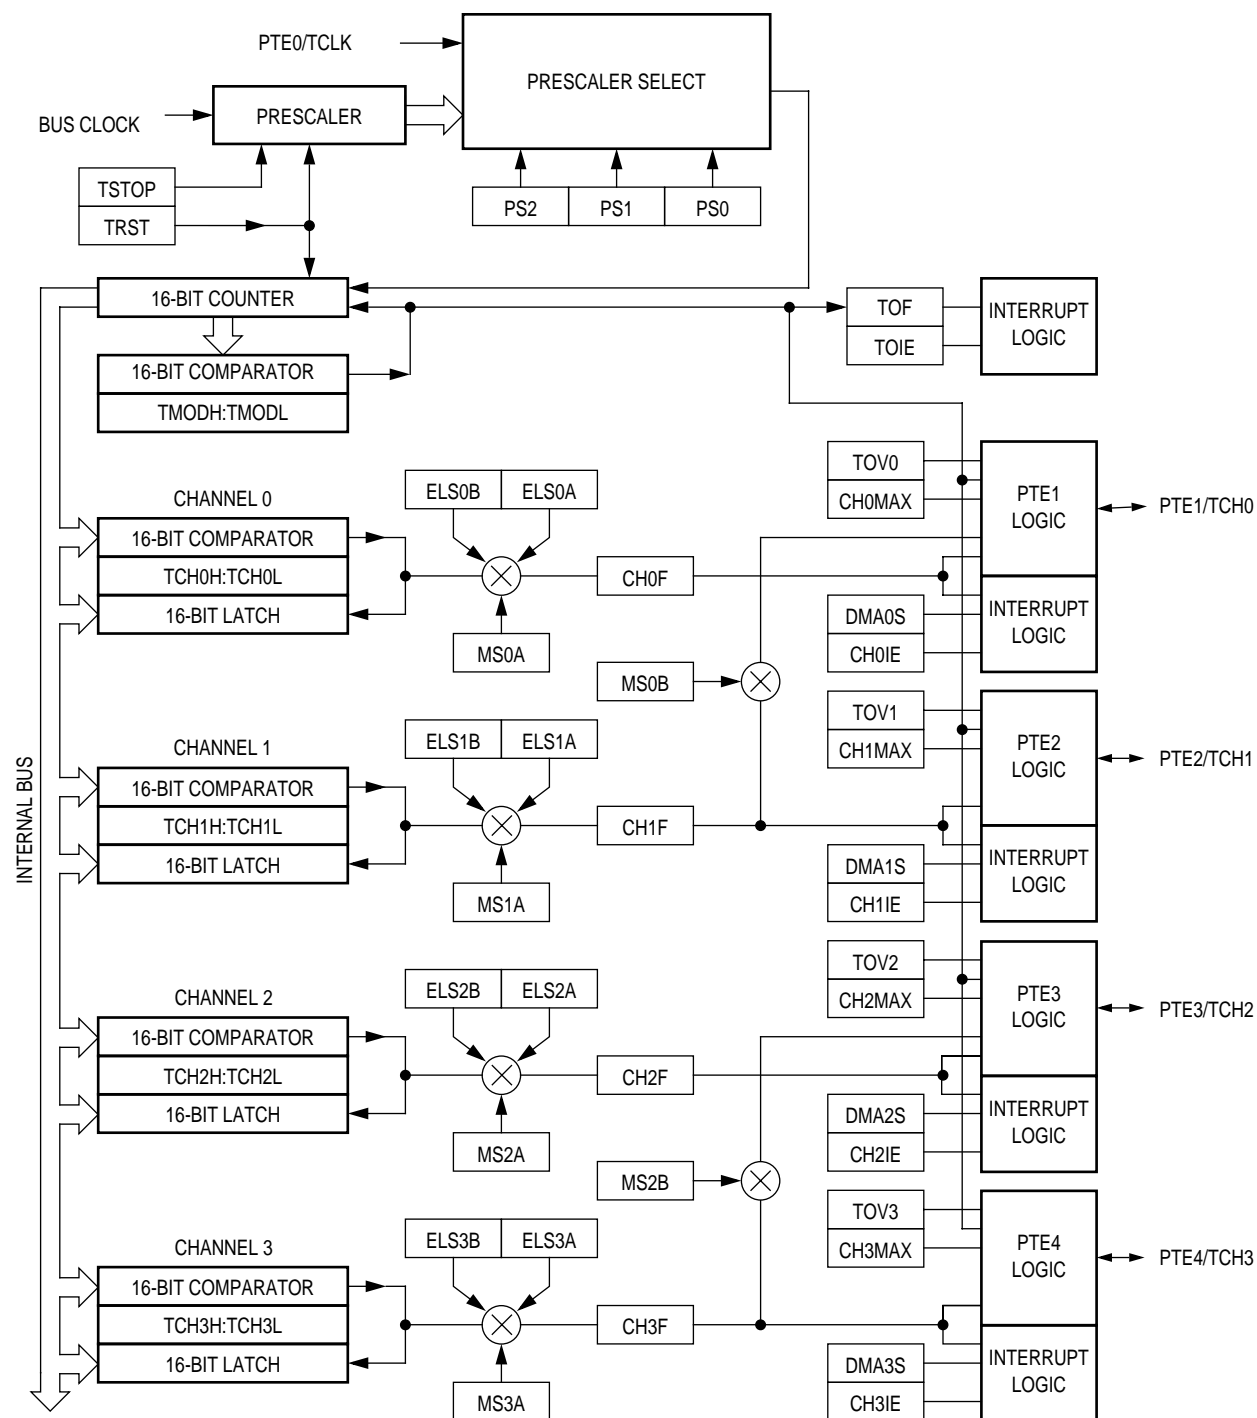 PTE0/TCLK
PRESCALER SELECT
BUS CLOCK
PRESCALER
TSTOP
TRST
PS2
PS1
PS0
16-BIT COUNTER
TOF
TOIE
INTERRUPT
LOGIC
16-BIT COMPARATOR
TMODH:TMODL
INTERNAL BUS
CHANNEL 0
16-BIT COMPARATOR
TCH0H:TCH0L
16-BIT LATCH
ELS0B
ELS0A
MS0A
CH0F
TOV0
CH0MAX
PTE1
LOGIC
PTE1/TCH0
DMA0S
CH0IE
INTERRUPT
LOGIC
MS0B
CHANNEL 1
16-BIT COMPARATOR
TCH1H:TCH1L
16-BIT LATCH
ELS1B
ELS1A
MS1A
CH1F
TOV1
CH1MAX
PTE2
LOGIC
PTE2/TCH1
DMA1S
CH1IE
INTERRUPT
LOGIC
CHANNEL 2
16-BIT COMPARATOR
TCH2H:TCH2L
16-BIT LATCH
ELS2B
ELS2A
MS2A
CH2F
TOV2
CH2MAX
PTE3
LOGIC
PTE3/TCH2
DMA2S
CH2IE
INTERRUPT
LOGIC
MS2B
CHANNEL 3
16-BIT COMPARATOR
TCH3H:TCH3L
16-BIT LATCH
ELS3B
ELS3A
MS3A
CH3F
TOV3
CH3MAX
PTE4
LOGIC
PTE4/TCH3
DMA3S
CH3IE
INTERRUPT
LOGIC